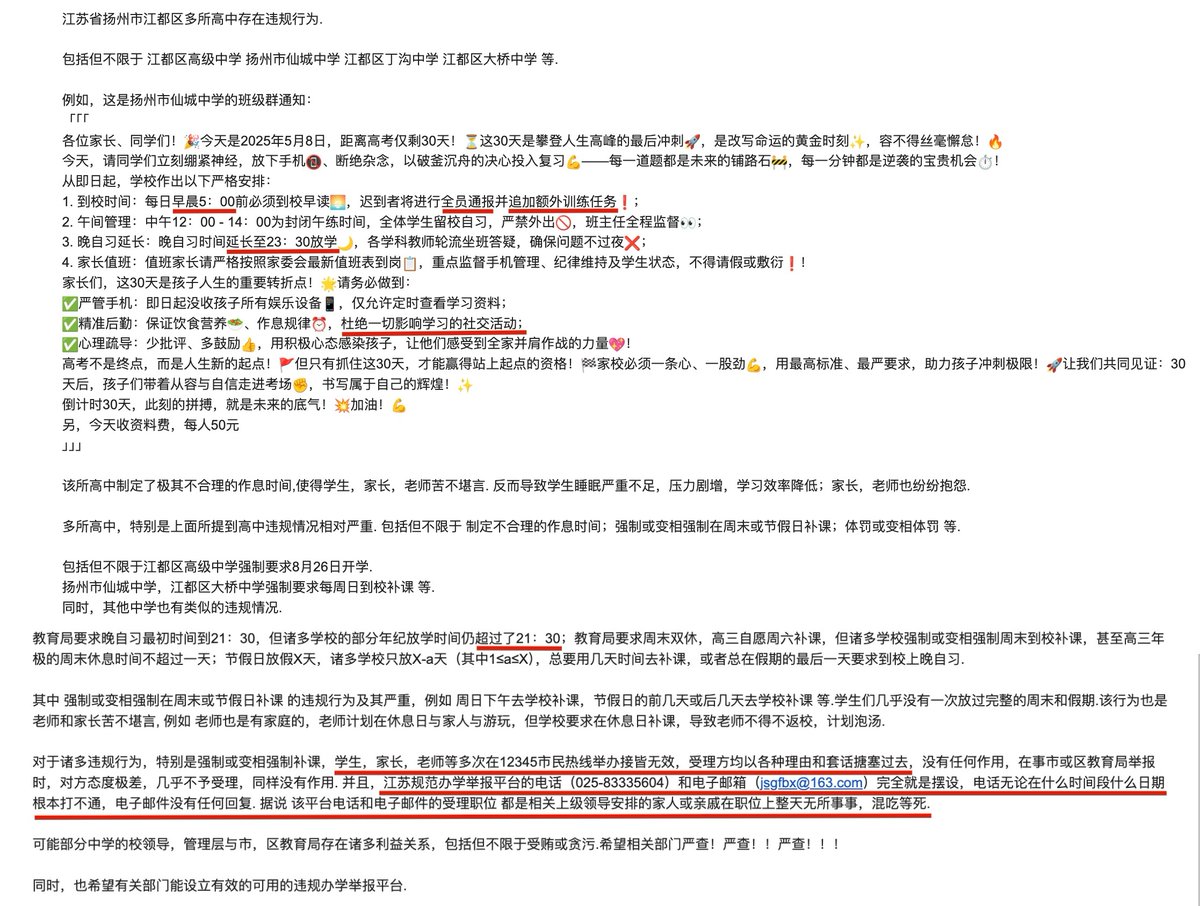 江苏省扬州市江都区多所高中存在违规行为.
包括但不限于 江都区高级中学 扬州市仙城中学 江都区丁沟中学 江都区大桥中学 等.
例如，这是扬州市仙城中学的班级群通知：
「「「
各位家长、同学们！🎉今天是2025年5月8日，距离高考仅剩30天！⏳这30天是攀登人生高峰的最后冲刺🚀，是改写命运的黄金时刻✨，容不得丝毫懈怠！🔥
今天，请同学们立刻绷紧神经，放下手机📵、断绝杂念，以破釜沉舟的决心投入复习💪——每一道题都是未来的铺路石🚧，每一分钟都是逆袭的宝贵机会⏱️！
从即日起，学校作出以下严格安排：
1. 到校时间：每日早晨5：00前必须到校早读🌅，迟到者将进行全员通报并追加额外训练任务❗；
2. 午间管理：中午12：00 - 14：00为封闭午练时间，全体学生留校自习，严禁外出🚫，班主任全程监督👀；
3. 晚自习延长：晚自习时间延长至23：30放学🌙，各学科教师轮流坐班答疑，确保问题不过夜❌；
4. 家长值班：值班家长请严格按照家委会最新值班表到岗📋，重点监督手机管理、纪律维持及学生状态，不得请假或敷衍❗！
家长们，这30天是孩子人生的重要转折点！🌟请务必做到：
✅严管手机：即日起没收孩子所有娱乐设备📱，仅允许定时查看学习资料；
✅精准后勤：保证饮食营养🥗、作息规律⏰，杜绝一切影响学习的社交活动；
✅心理疏导：少批评、多鼓励👍，用积极心态感染孩子，让他们感受到全家并肩作战的力量💖！
高考不是终点，而是人生新的起点！🚩但只有抓住这30天，才能赢得站上起点的资格！🏁家校必须一条心、一股劲💪，用最高标准、最严要求，助力孩子冲刺极限！🚀让我们共同见证：30
天后，孩子们带着从容与自信走进考场✊，书写属于自己的辉煌！✨
倒计时30天，此刻的拼搏，就是未来的底气！💥加油！💪
另，今天收资料费，每人50元
」」」
该所高中制定了极其不合理的作息时间,使得学生，家长，老师苦不堪言. 反而导致学生睡眠严重不足，压力剧增，学习效率降低；家长，老师也纷纷抱怨.
多所高中，特别是上面所提到高中违规情况相对严重. 包括但不限于 制定不合理的作息时间；强制或变相强制在周末或节假日补课；体罚或变相体罚 等.
包括但不限于江都区高级中学强制要求8月26日开学.
扬州市仙城中学，江都区大桥中学强制要求每周日到校补课 等.
同时，其他中学也有类似的违规情况.
教育局要求晚自习最初时间到21：30，但诸多学校的部分年纪放学时间仍超过了21：30；教育局要求周末双休，高三自愿周六补课，但诸多学校强制或变相强制周末到校补课，甚至高三年
极的周末休息时间不超过一天；节假日放假X天，诸多学校只放X-a天（其中1≤a≤X），总要用几天时间去补课，或者总在假期的最后一天要求到校上晚自习.
其中 强制或变相强制在周末或节假日补课 的违规行为及其严重，例如 周日下午去学校补课，节假日的前几天或后几天去学校补课 等.学生们几乎没有一次放过完整的周末和假期.该行为也是
老师和家长苦不堪言, 例如 老师也是有家庭的，老师计划在休息日与家人与游玩，但学校要求在休息日补课，导致老师不得不返校，计划泡汤.
对于诸多违规行为，特别是强制或变相强制补课，学生，家长，老师等多次在12345市民热线举办接皆无效，受理方均以各种理由和套话搪塞过去，没有任何作用，在事市或区教育局举报
时，对方态度极差，几乎不予受理，同样没有作用. 并且，江苏规范办学举报平台的电话（025-83335604）和电子邮箱（jsgfbx@163.com）完全就是摆设，电话无论在什么时间段什么日期
根本打不通，电子邮件没有任何回复. 据说 该平台电话和电子邮件的受理职位 都是相关上级领导安排的家人或亲戚在职位上整天无所事事，混吃等死.
可能部分中学的校领导，管理层与市，区教育局存在诸多利益关系，包括但不限于受贿或贪污.希望相关部门严查！严查！！严查！！！
同时，也希望有关部门能设立有效的可用的违规办学举报平台.